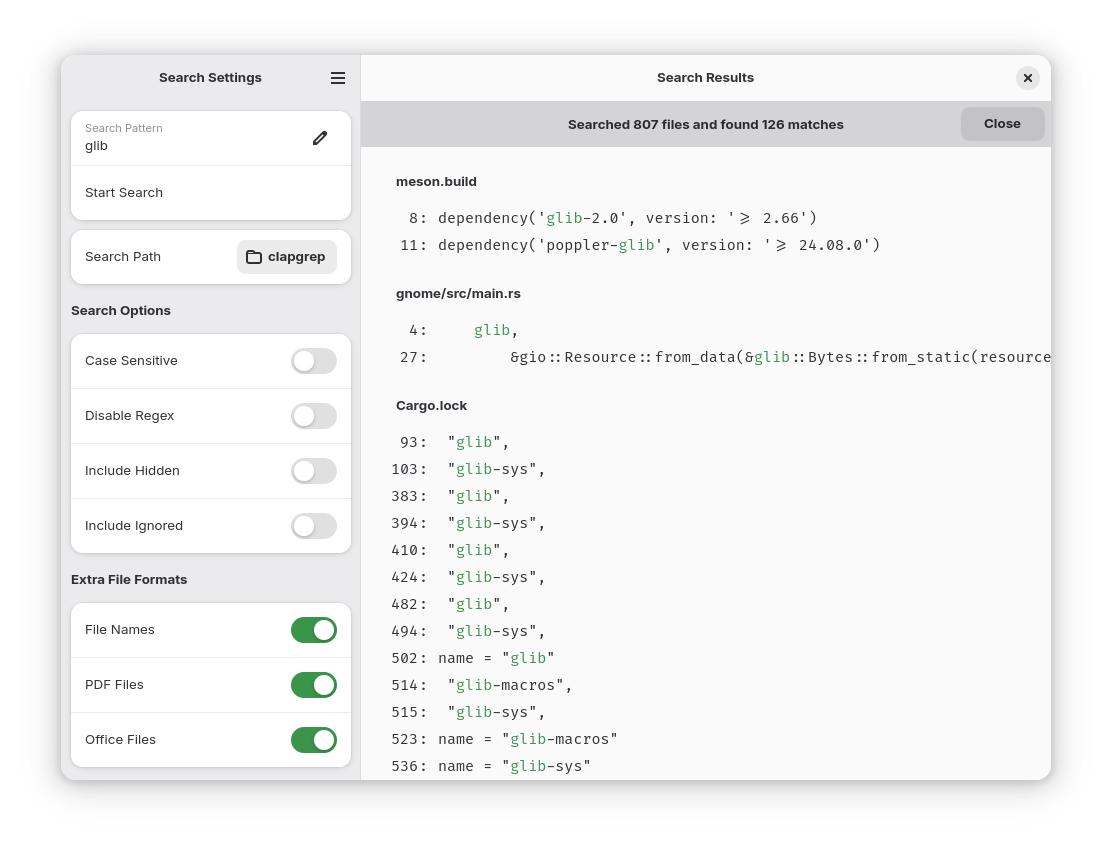 Search Settings
Search Pattern
glib
Start Search
Search Path
clapgrep
Search Options
Case Sensitive
Disable Regex
Include Hidden
Include Ignored
Extra File Formats
File Names
PDF Files
Office Files
Search Results
Searched 807 files and found 126 matches
Close
meson.build
8: dependency('glib-2.0', version: '>= 2.66')
11: dependency('poppler-glib', version: '>= 24.08.0')
gnome/src/main.rs
4:     glib,
27:         &gio::Resource::from_data(&glib::Bytes::from_static(resource
Cargo.lock
93:  "glib",
103:  "glib-sys",
383:  "glib",
394:  "glib-sys",
410:  "glib",
424:  "glib-sys",
482:  "glib",
494:  "glib-sys",
502: name = "glib"
514:  "glib-macros",
515:  "glib-sys",
523: name = "glib-macros"
536: name = "glib-sys"